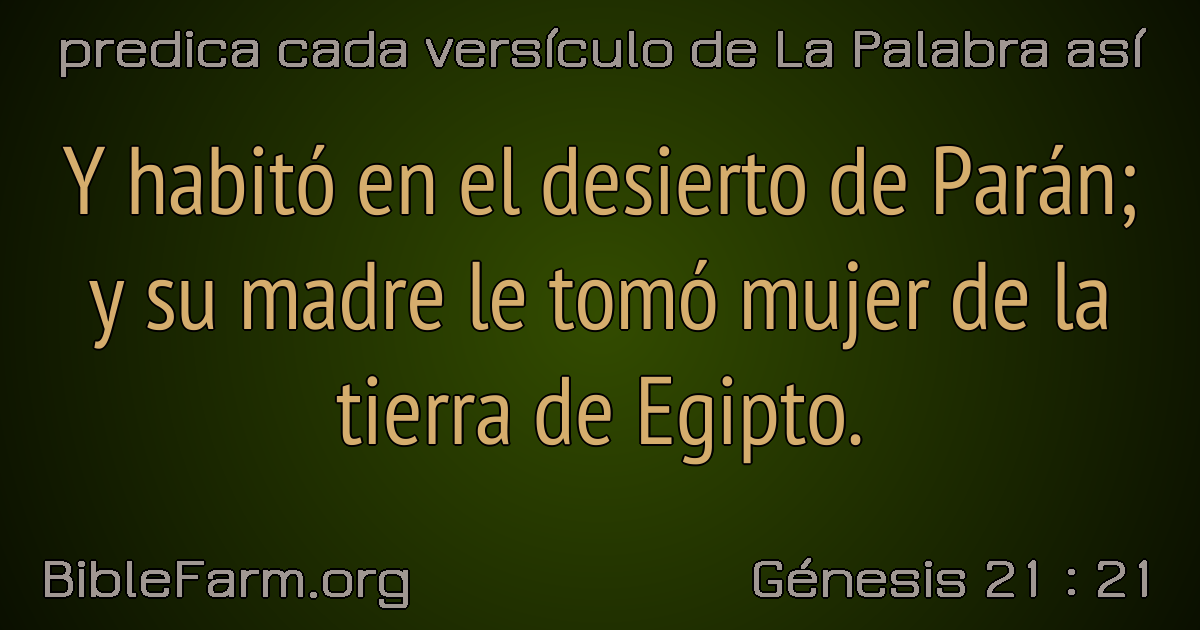 predica cada versículo de La Palabra así
Y habitó en el desierto de Parán;
y su madre le tomó mujer de la
tierra de Egipto.
BibleFarm.org
Génesis 21 : 21